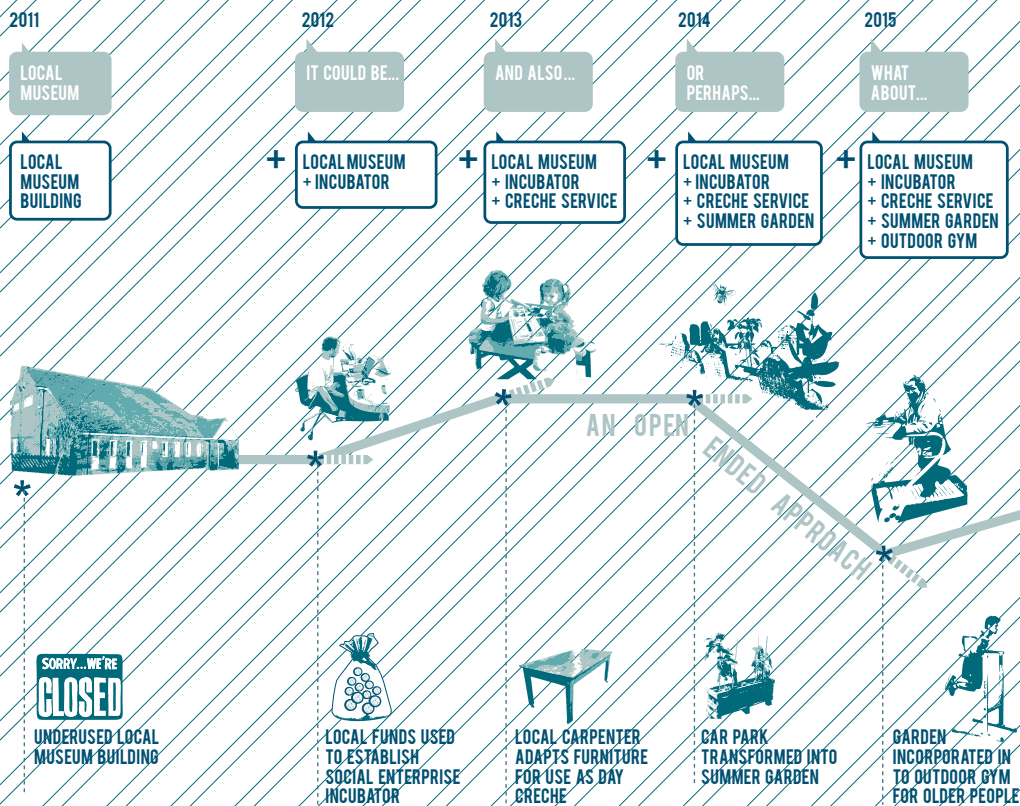 2011
2012
2013
2014
2015
LOCAL
MUSEUM
IT COULD BE...
AND ALSO...
OR
PERHAPS...
WHAT
ABOUT...
LOCAL
MUSEUM
BUILDING
+
LOCAL MUSEUM
+ INCUBATOR
+
LOCAL MUSEUM
+ INCUBATOR
+ CRECHE SERVICE
+
LOCAL MUSEUM
+ INCUBATOR
+ CRECHE SERVICE
+ SUMMER GARDEN
+
LOCAL MUSEUM
+ INCUBATOR
+ CRECHE SERVICE
+ SUMMER GARDEN
+ OUTDOOR GYM
AN OPEN
ENDED APPROACH
SORRY...WE'RE
CLOSED
UNDERUSED LOCAL
MUSEUM BUILDING
LOCAL FUNDS USED
TO ESTABLISH
SOCIAL ENTERPRISE
INCUBATOR
LOCAL CARPENTER
ADAPTS FURNITURE
FOR USE AS DAY
CRECHE
CAR PARK
TRANSFORMED INTO
SUMMER GARDEN
GARDEN
INCORPORATED IN
TO OUTDOOR GYM
FOR OLDER PEOPLE